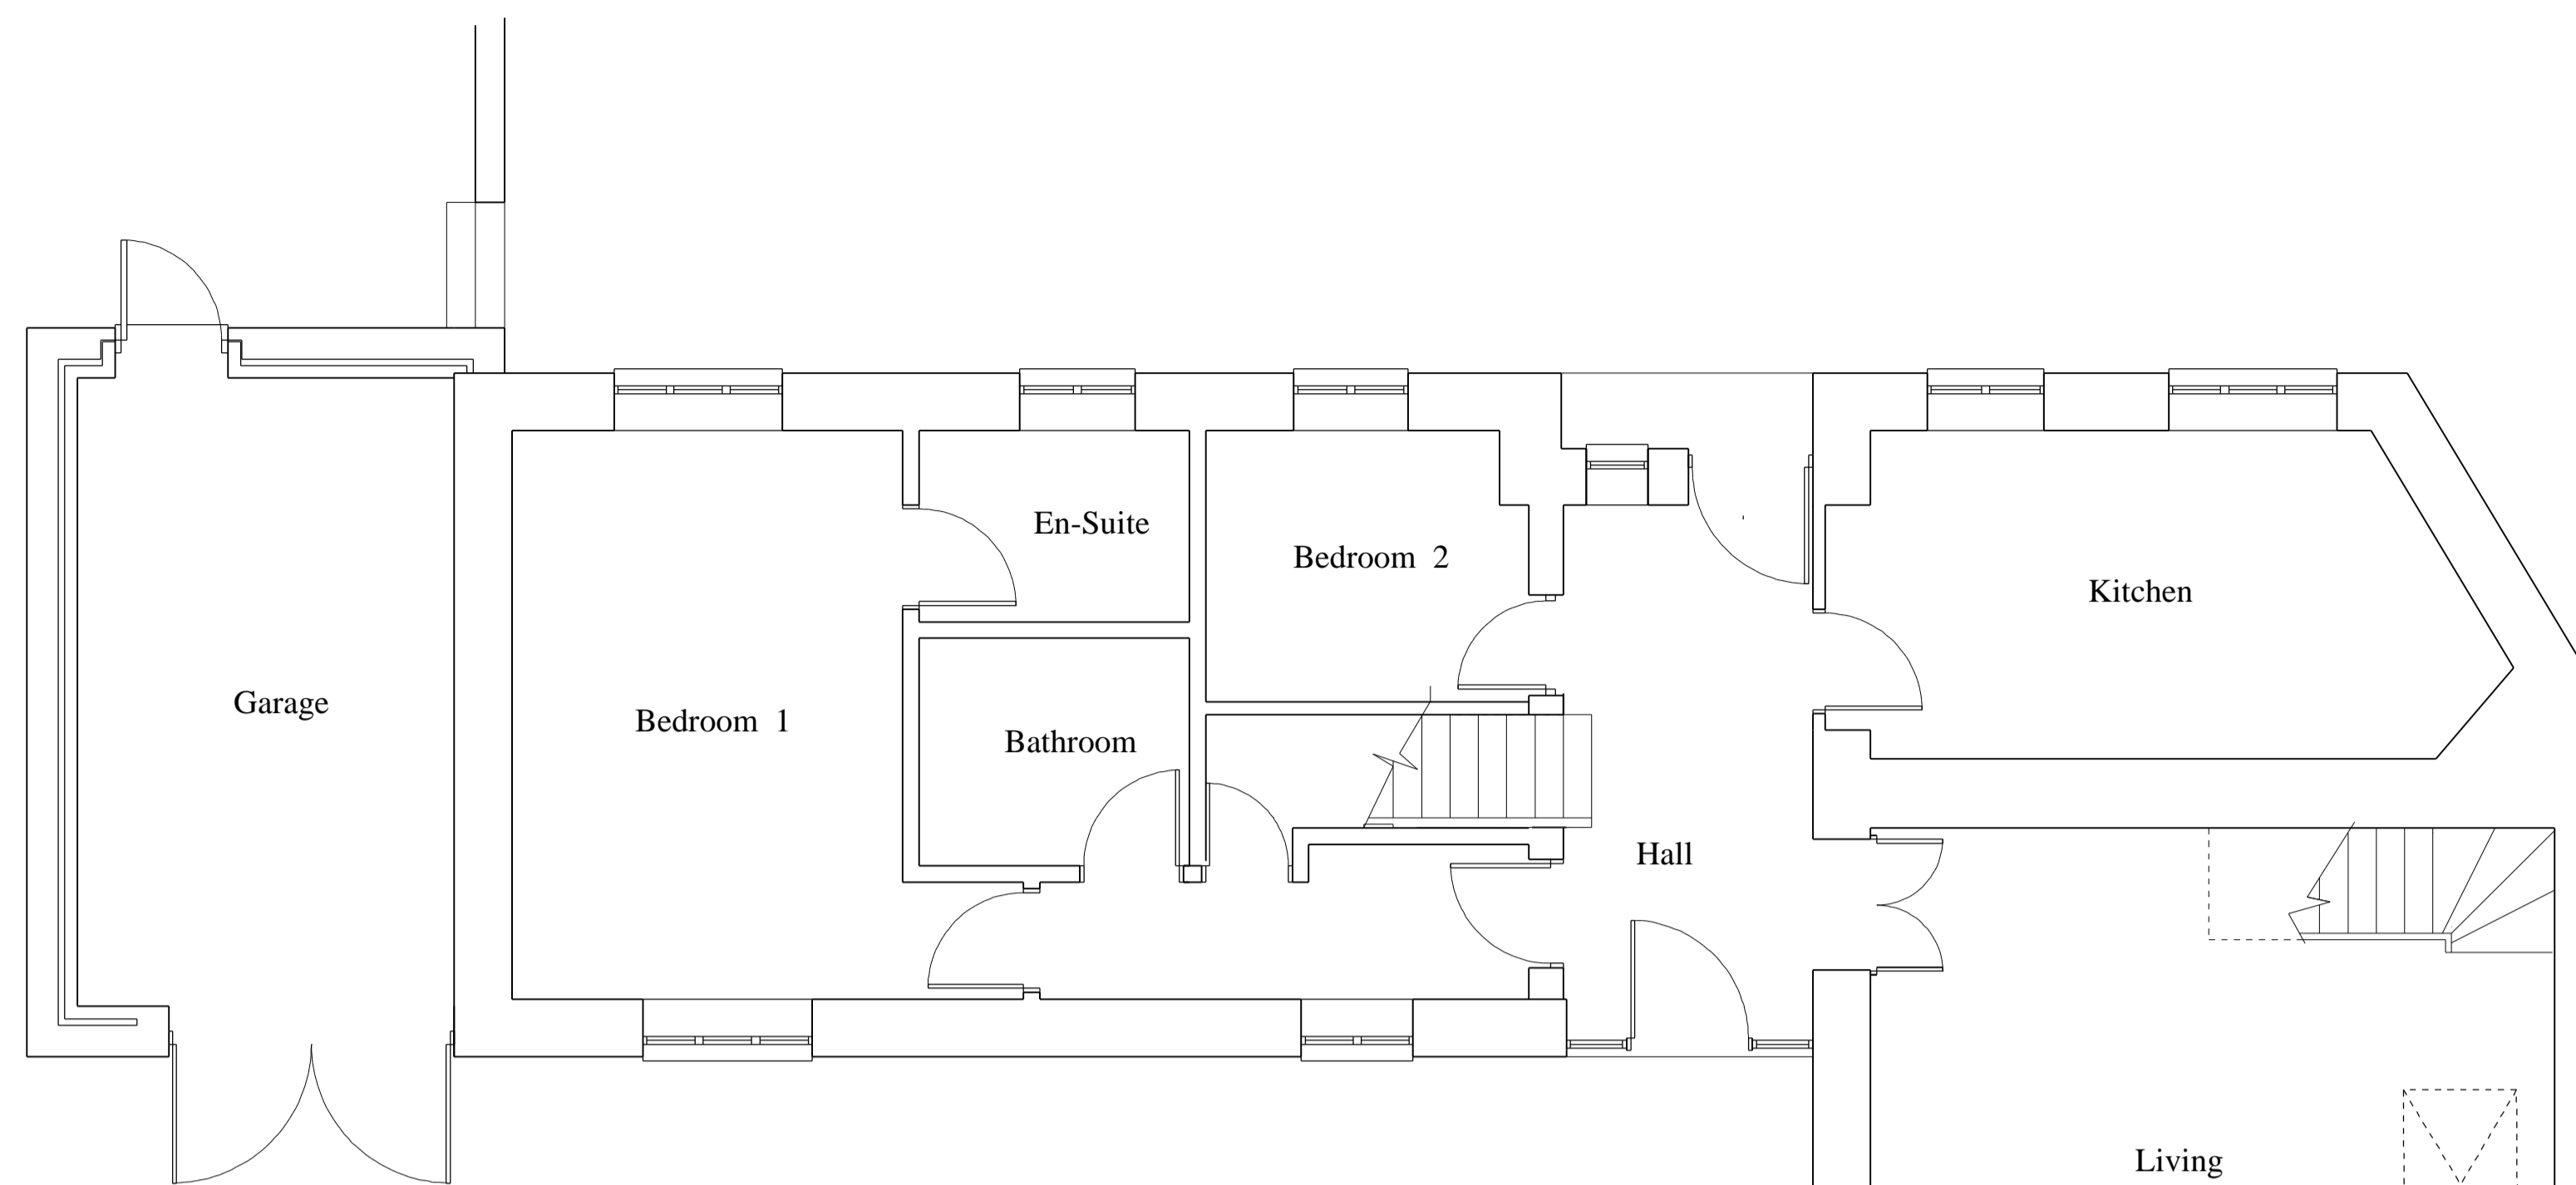 En-Suite
Bedroom 2
Kitchen
Garage
Bedroom 1
Bathroom
Hall
Living